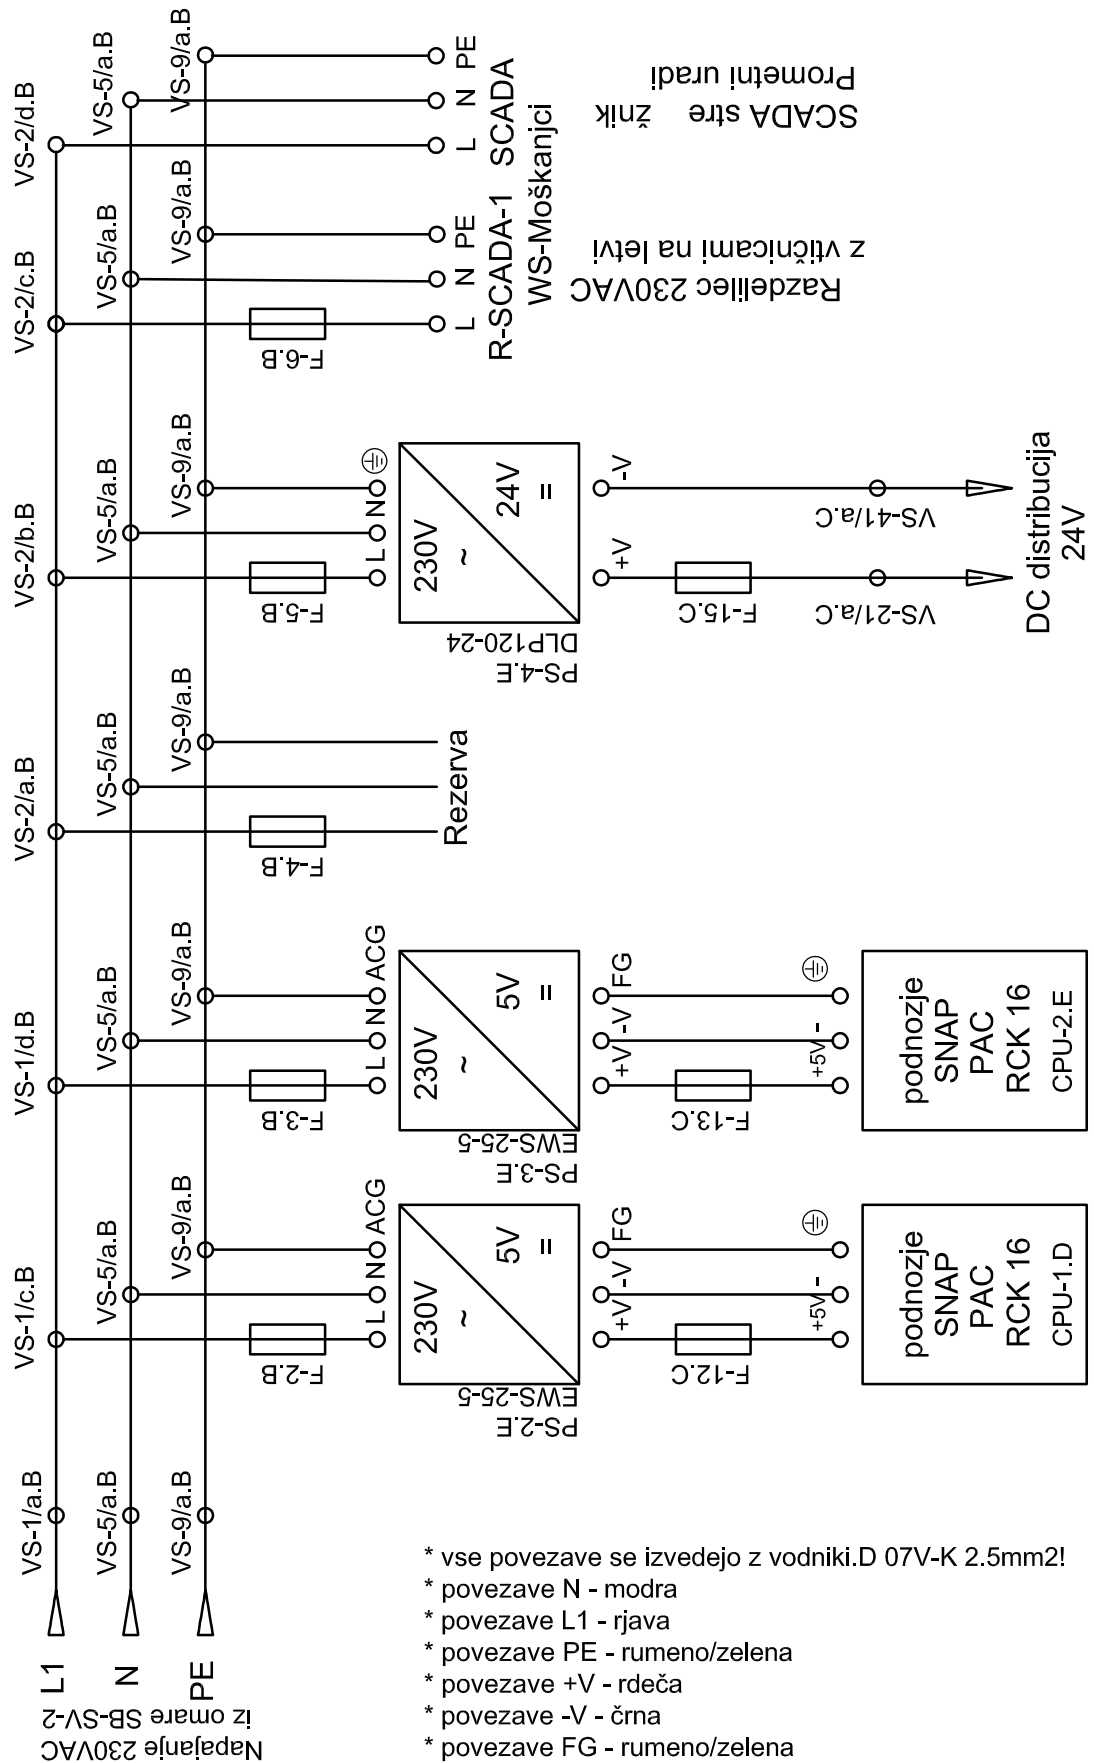 VS-1/a.B
VS-1/c.B
VS-1/d.B
VS-2/a.B
VS-2/b.B
VS-2/c.B
VS-2/d.B
VS-5/a.B
VS-5/a.B
VS-5/a.B
VS-5/a.B
VS-5/a.B
VS-5/a.B
VS-5/a.B
VS-9/a.B
VS-9/a.B
VS-9/a.B
VS-9/a.B
VS-9/a.B
VS-9/a.B
VS-9/a.B
L1
N
PE
Napajanje 230VAC
iz omare SB-SV-2
F-2.B
L
N
ACG
PS-2.E
EWS-25-5
230V
~
5V
=
+V
-V
FG
F-12.C
+5V
-
podnozje
SNAP
PAC
RCK 16
CPU-1.D
F-3.B
L
N
ACG
PS-3.E
EWS-25-5
230V
~
5V
=
+V
-V
FG
F-13.C
+5V
-
podnozje
SNAP
PAC
RCK 16
CPU-2.E
F-4.B
Rezerva
F-5.B
L
N
PS-4.E
DLP120-24
230V
~
24V
=
+V
-V
F-15.C
VS-21/a.C
VS-41/a.C
DC distribucija
24V
F-6.B
L
N
PE
R-SCADA-1
Razdelilec 230VAC
z vtičnicami na letvi
L
N
PE
SCADA
WS-Moškanjci
SCADA stre žnik
Prometni uradi
* vse povezave se izvedejo z vodniki.D 07V-K 2.5mm2!
* povezave N - modra
* povezave L1 - rjava
* povezave PE - rumeno/zelena
* povezave +V - rdeča
* povezave -V - črna
* povezave FG - rumeno/zelena